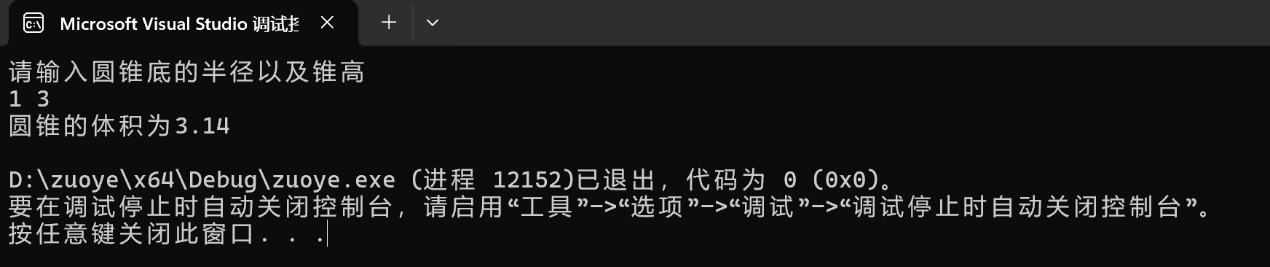 Microsoft Visual Studio 调试控
请输入圆锥底的半径以及锥高
1 3
圆锥的体积为3.14
D:\zuoye\x64\Debug\zuoye.exe (进程 12152)已退出，代码为 0 (0x0)。
要在调试停止时自动关闭控制台，请启用“工具”->“选项”->“调试”->“调试停止时自动关闭控制台”。
按任意键关闭此窗口. . .